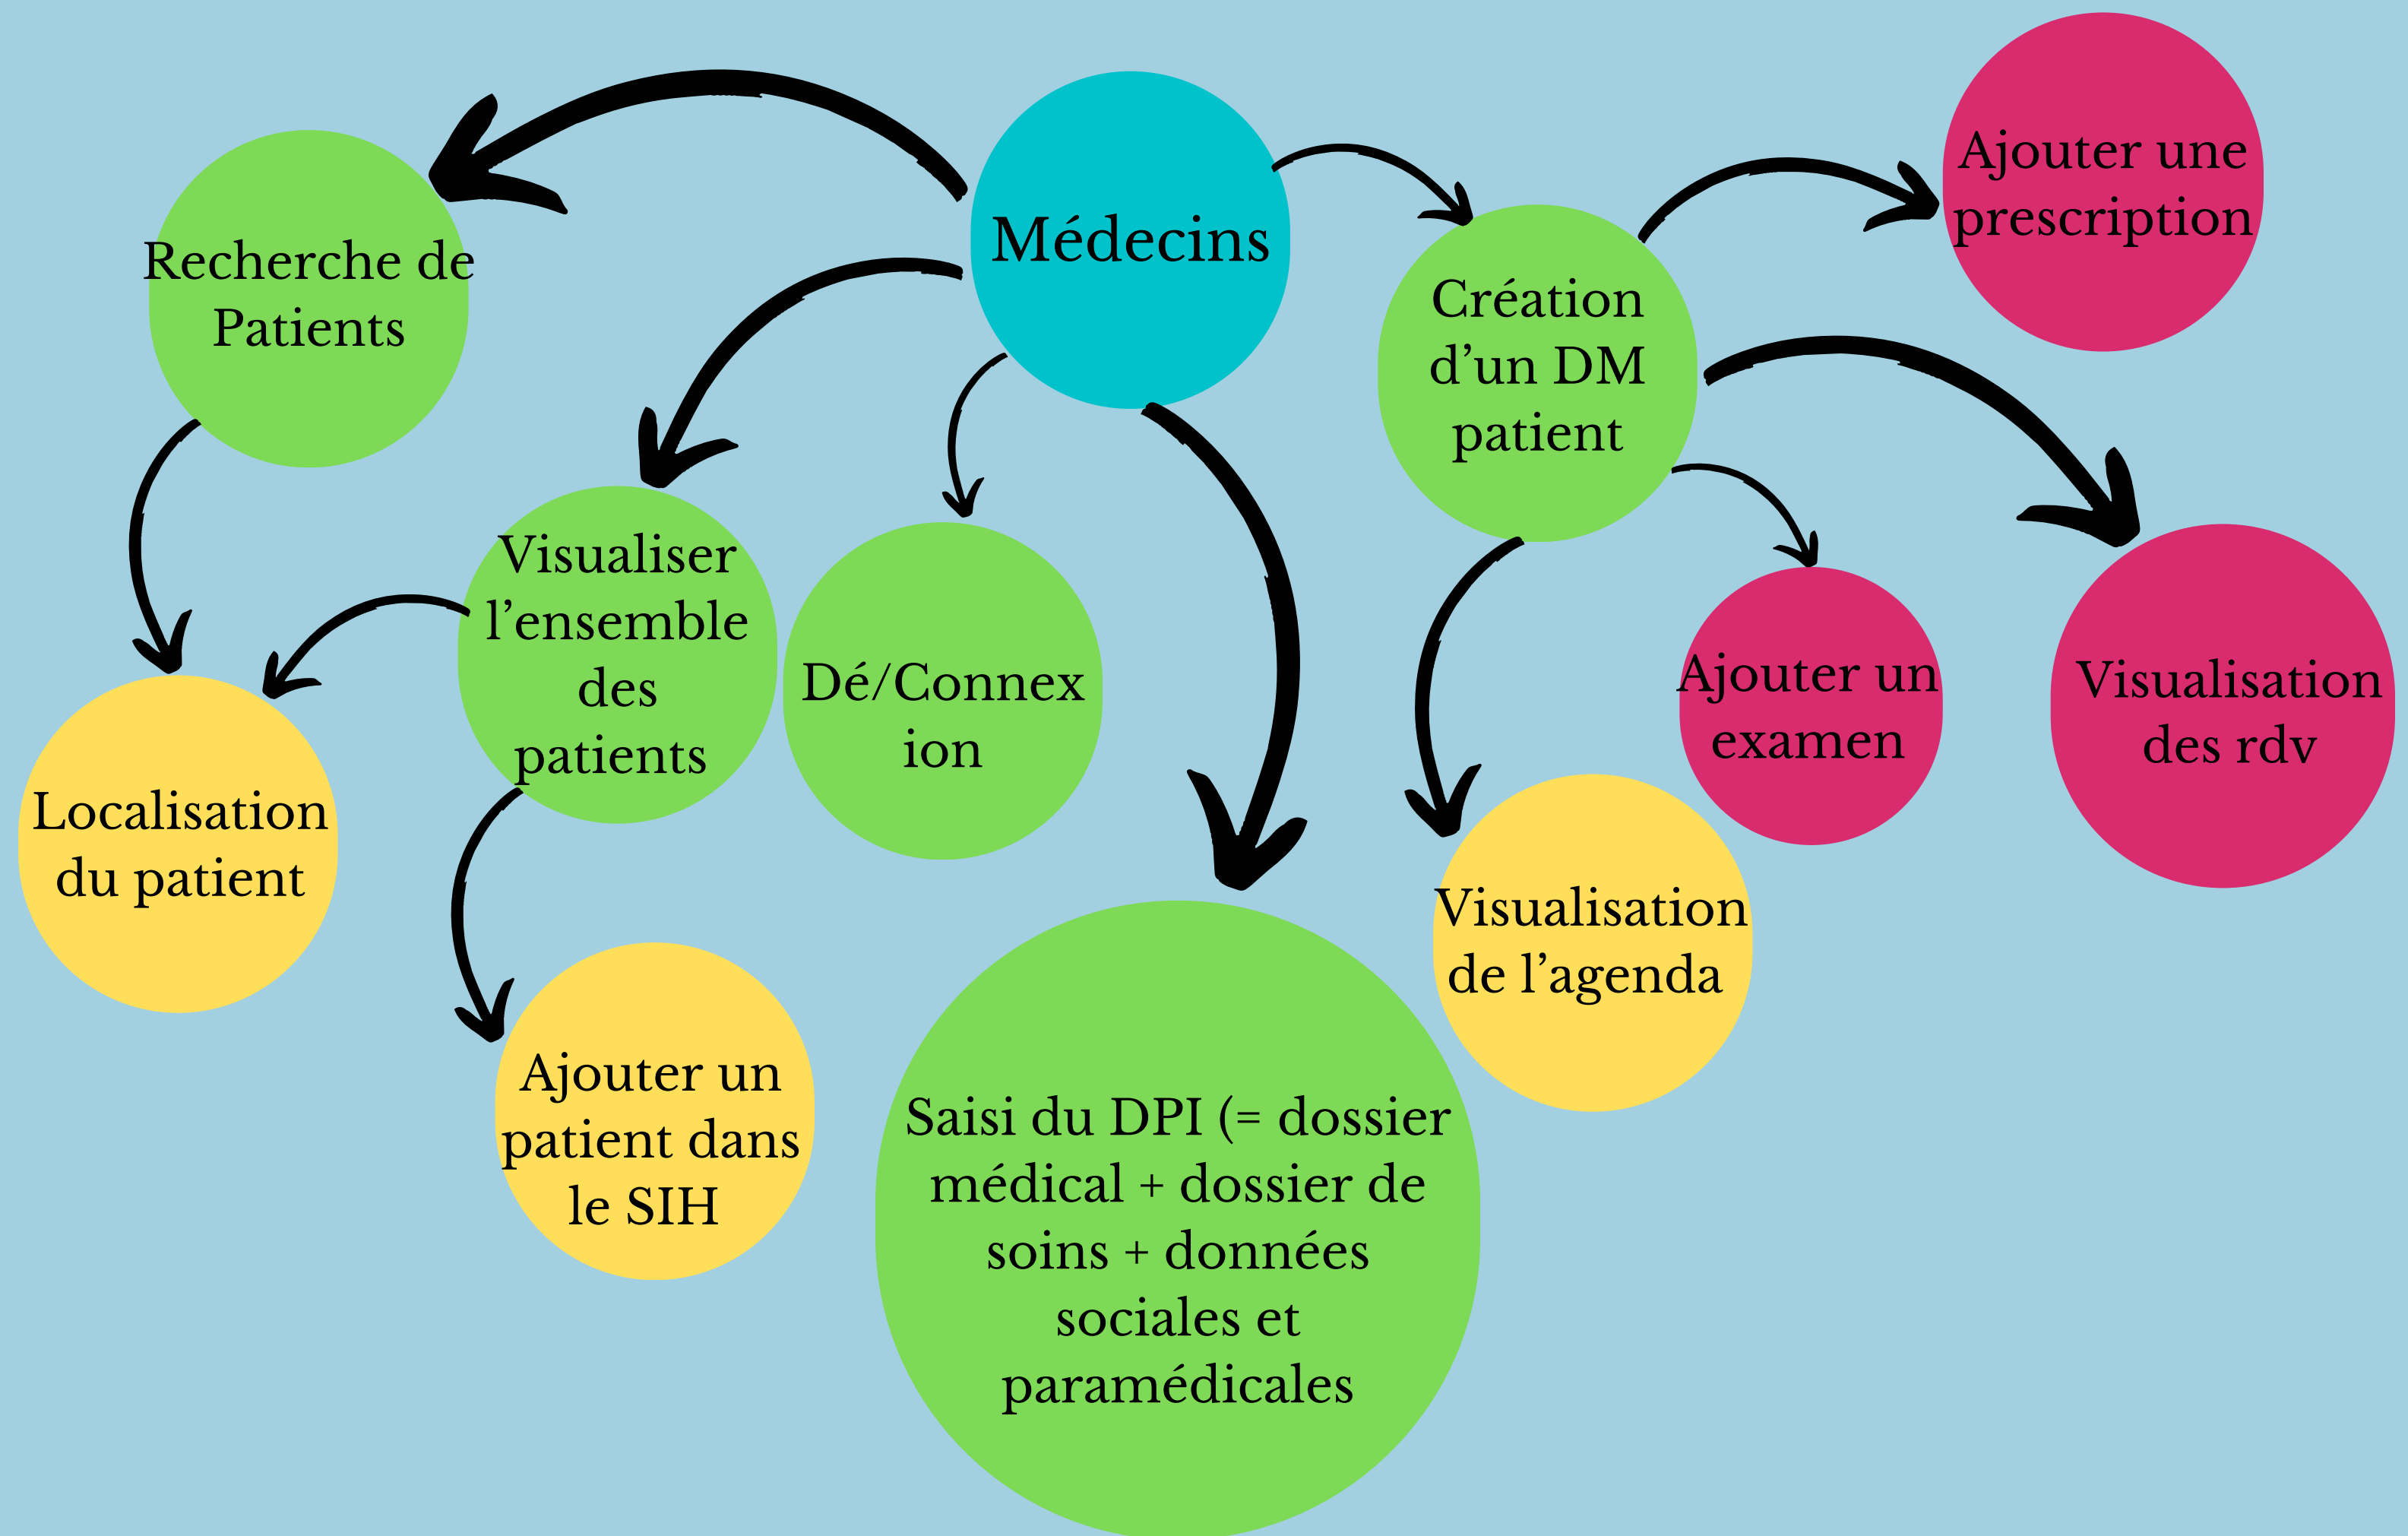 Médecins
Recherche de
Patients
Visualiser
l’ensemble
des
patients
Dé/Connex
ion
Création
d’un DM
patient
Ajouter une
prescription
Ajouter un
examen
Visualisation
des rdv
Localisation
du patient
Ajouter un
patient dans
le SIH
Saisi du DPI (= dossier
médical + dossier de
soins + données
sociales et
paramédicales
Visualisation
de l’agenda